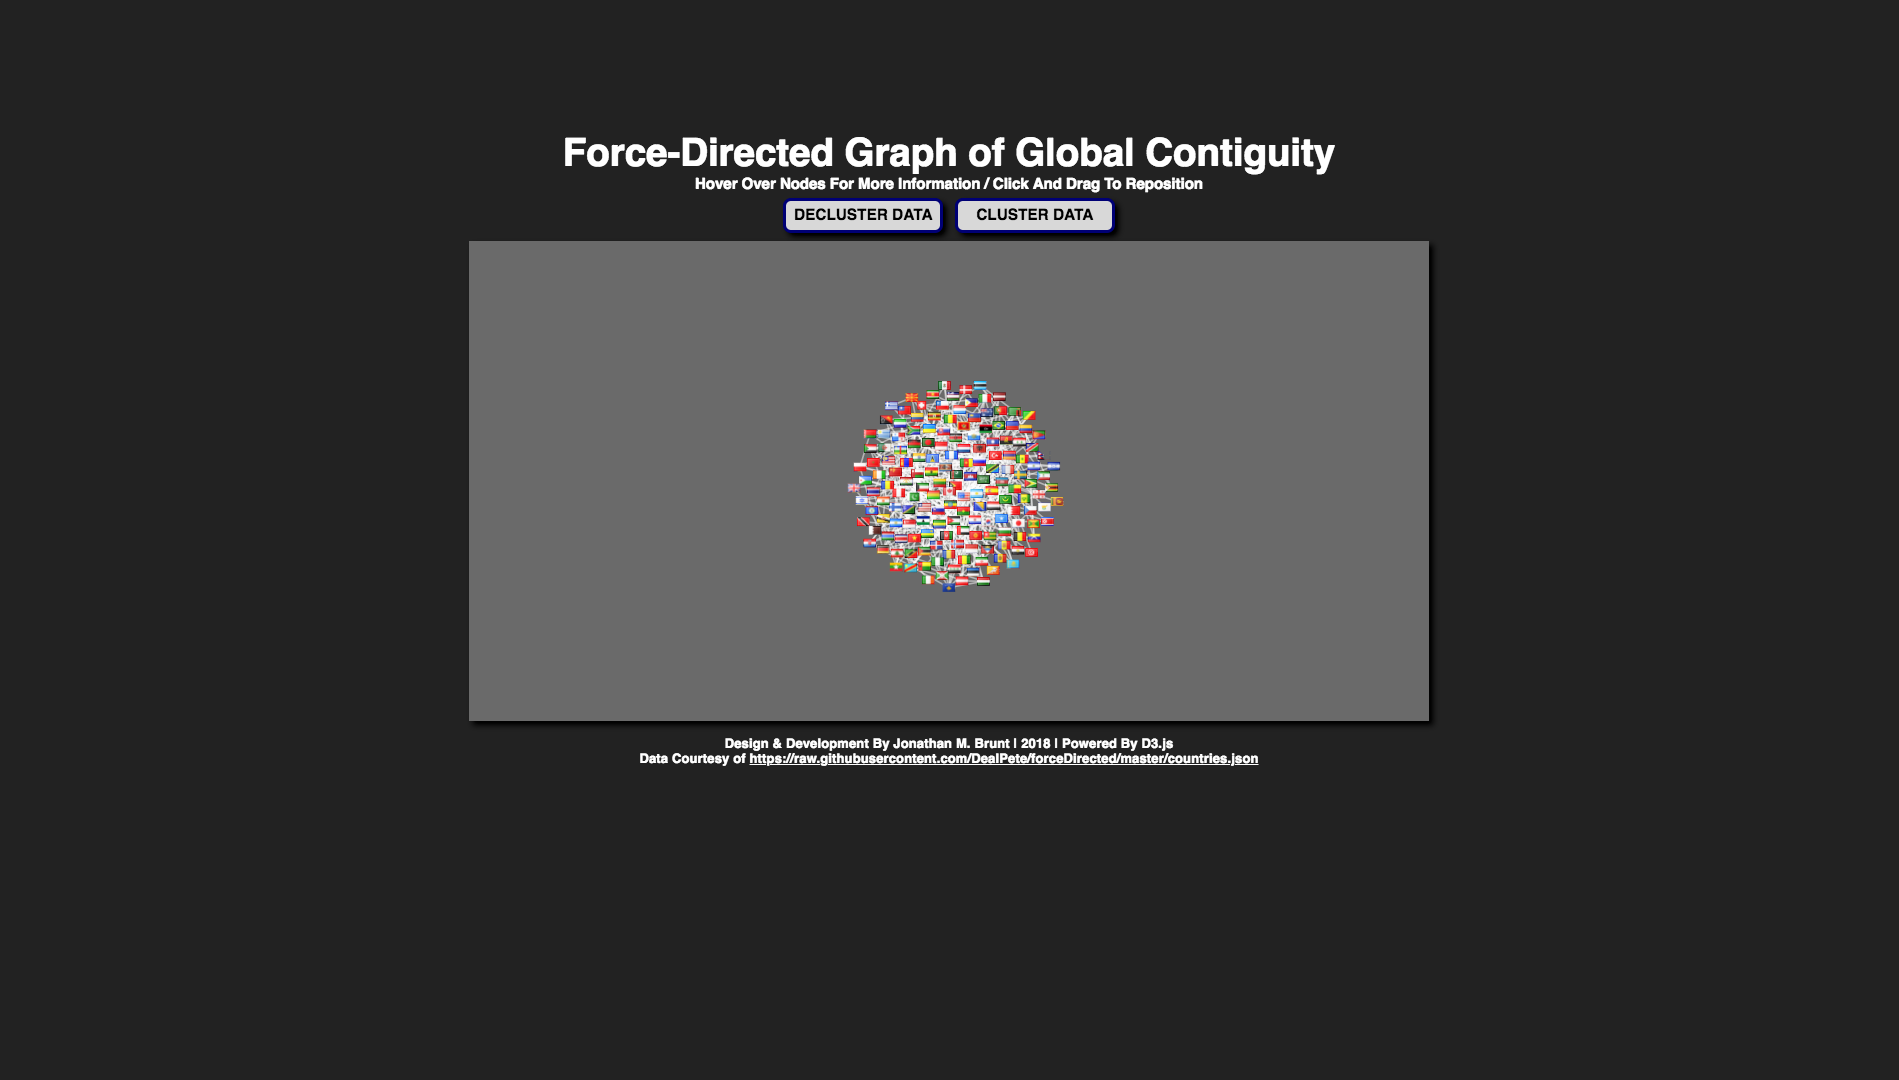 Force-Directed Graph of Global Contiguity
Hover Over Nodes For More Information / Click And Drag To Reposition
DECLUSTER DATA
CLUSTER DATA
Design & Development By Jonathan M. Brunt | 2018 | Powered By D3.js
Data Courtesy of https://raw.githubusercontent.com/DealPete/forceDirected/master/countries.json